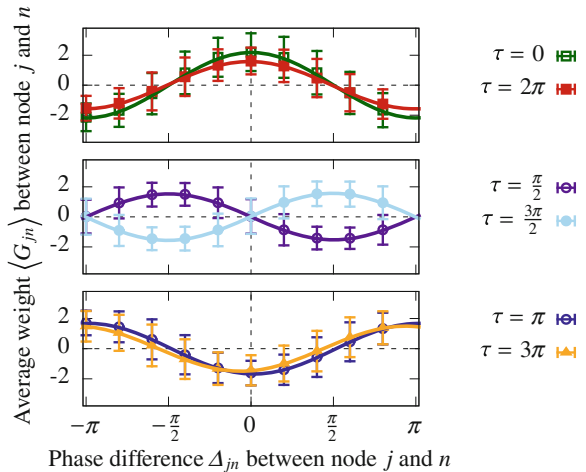 Average weight ⟨G_jn⟩ between node j and n
2
0
-2
τ = 0
τ = 2π
2
0
-2
τ = π/2
τ = 3π/2
2
0
-2
τ = π
τ = 3π
−π −π/2 0 π/2 π
Phase difference Δ_jn between node j and n